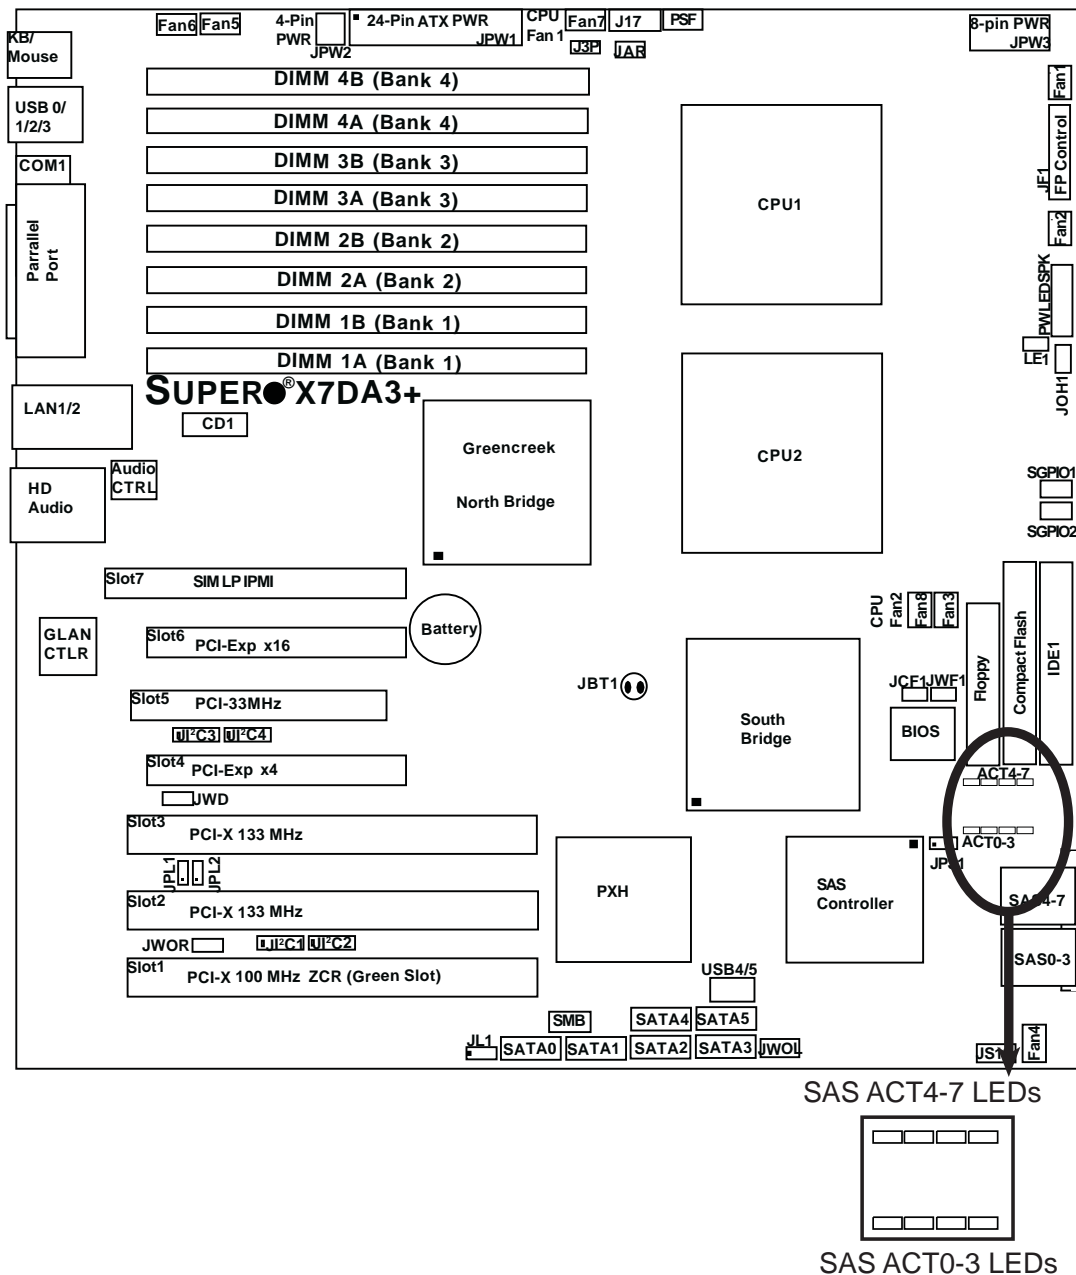 Fan6
Fan5
4-Pin
PWR
JPW2
24-Pin ATX PWR
JPW1
CPU
Fan 1
Fan7
J17
PSF
J3P
JAR
8-pin PWR
JPW3
KB/
Mouse
USB 0/
1/2/3
COM1
Parrallel
Port
LAN1/2
HD
Audio
Audio
CTRL
CD1
DIMM 4B (Bank 4)
DIMM 4A (Bank 4)
DIMM 3B (Bank 3)
DIMM 3A (Bank 3)
DIMM 2B (Bank 2)
DIMM 2A (Bank 2)
DIMM 1B (Bank 1)
DIMM 1A (Bank 1)
SUPER®X7DA3+
CPU1
CPU2
Fan1
JF1
FP Control
Fan2
PWLEDSPK
LE1
JOH1
SGPIO1
SGPIO2
Greencreek
North Bridge
Slot7
SIMLP IPMI
GLAN
CTLR
Slot6
PCI-Exp x16
Battery
Slot5
PCI-33MHz
JI²C3
JI²C4
Slot4
PCI-Exp x4
JWD
Slot3
PCI-X 133 MHz
JPL1
JPL2
Slot2
PCI-X 133 MHz
JWOR
JI²C1
JI²C2
Slot1
PCI-X 100 MHz ZCR (Green Slot)
JBT1
South
Bridge
CPU
Fan2
Fan8
Fan3
JCF1
JWF1
BIOS
Floppy
Compact Flash
IDE1
ACT4-7
ACT0-3
JPS1
PXH
SAS
Controller
SAS4-7
SAS0-3
USB4/5
SMB
SATA4
SATA5
JL1
SATA0
SATA1
SATA2
SATA3
JWOL
JS1
Fan4
SAS ACT4-7 LEDs
SAS ACT0-3 LEDs